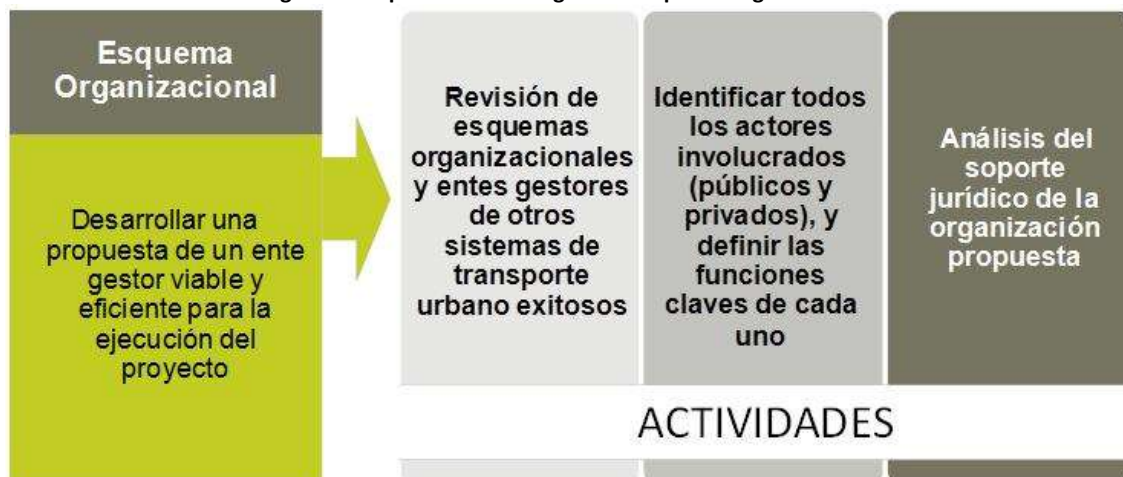 Esquema
Organizacional
Desarrollar una
propuesta de un ente
gestor viable y
eficiente para la
ejecución del
proyecto
Revisión de
esquemas
organizacionales
y entes gestores
de otros
sistemas de
transporte
urbano exitosos
Identificar todos
los actores
involucrados
(públicos y
privados), y
definir las
funciones
claves de cada
uno
Análisis del
soporte
jurídico de la
organización
propuesta
ACTIVIDADES